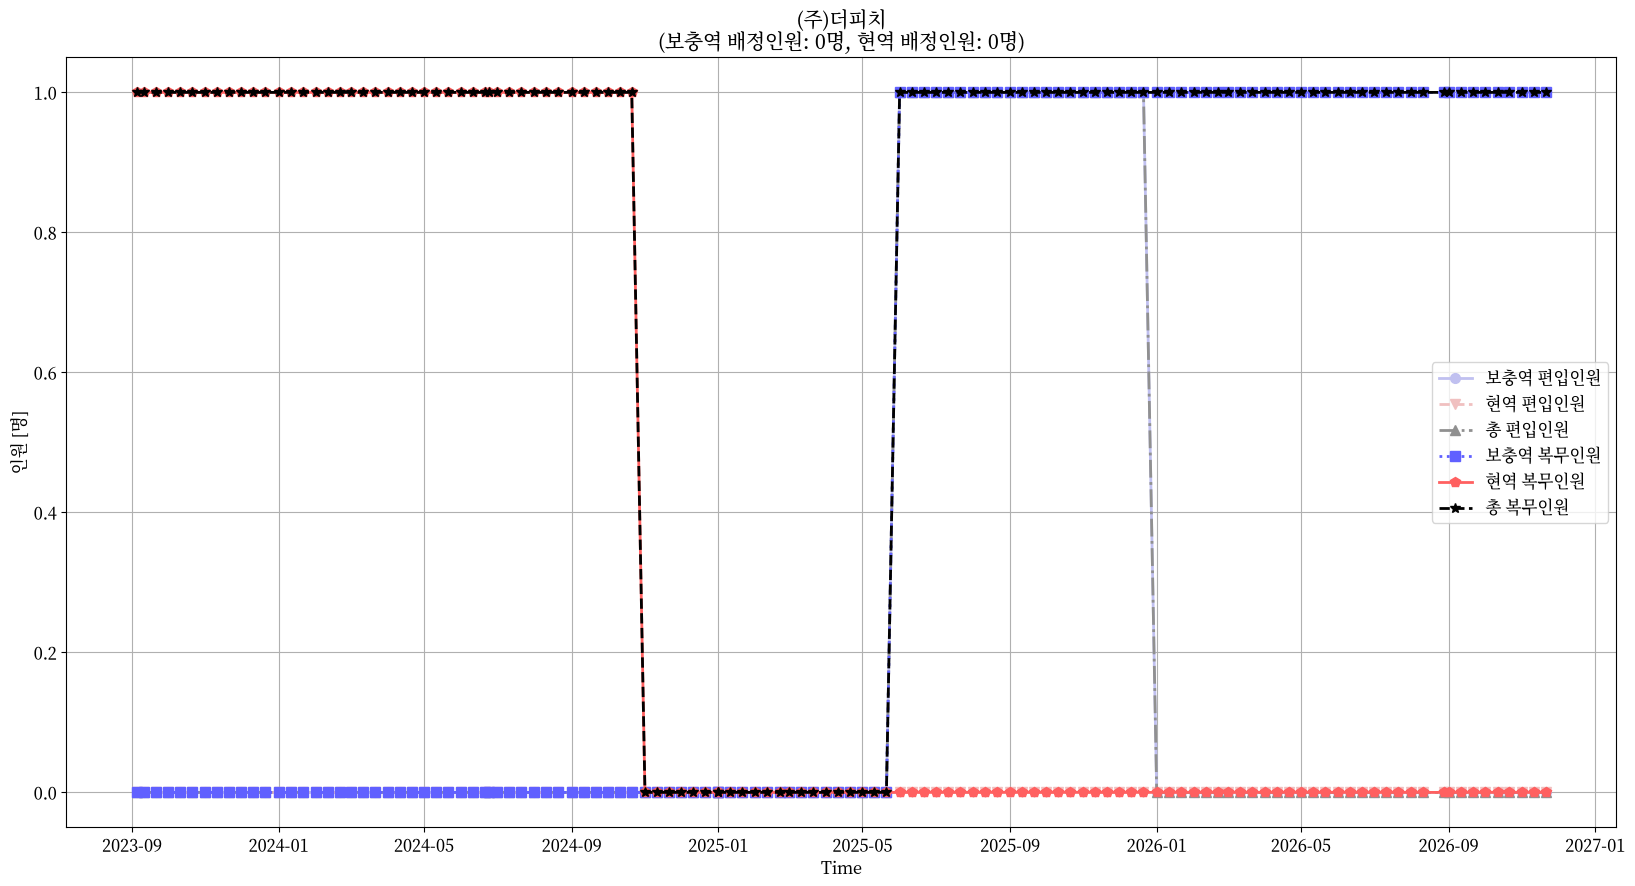 (주)더피치
(보충역 배정인원: 0명, 현역 배정인원: 0명)
인원 [명]
1.0
0.8
0.6
0.4
0.2
0.0
보충역 편입인원
현역 편입인원
총 편입인원
보충역 복무인원
현역 복무인원
총 복무인원
2023-09
2024-01
2024-05
2024-09
2025-01
2025-05
2025-09
2026-01
2026-05
2026-09
2027-01
Time